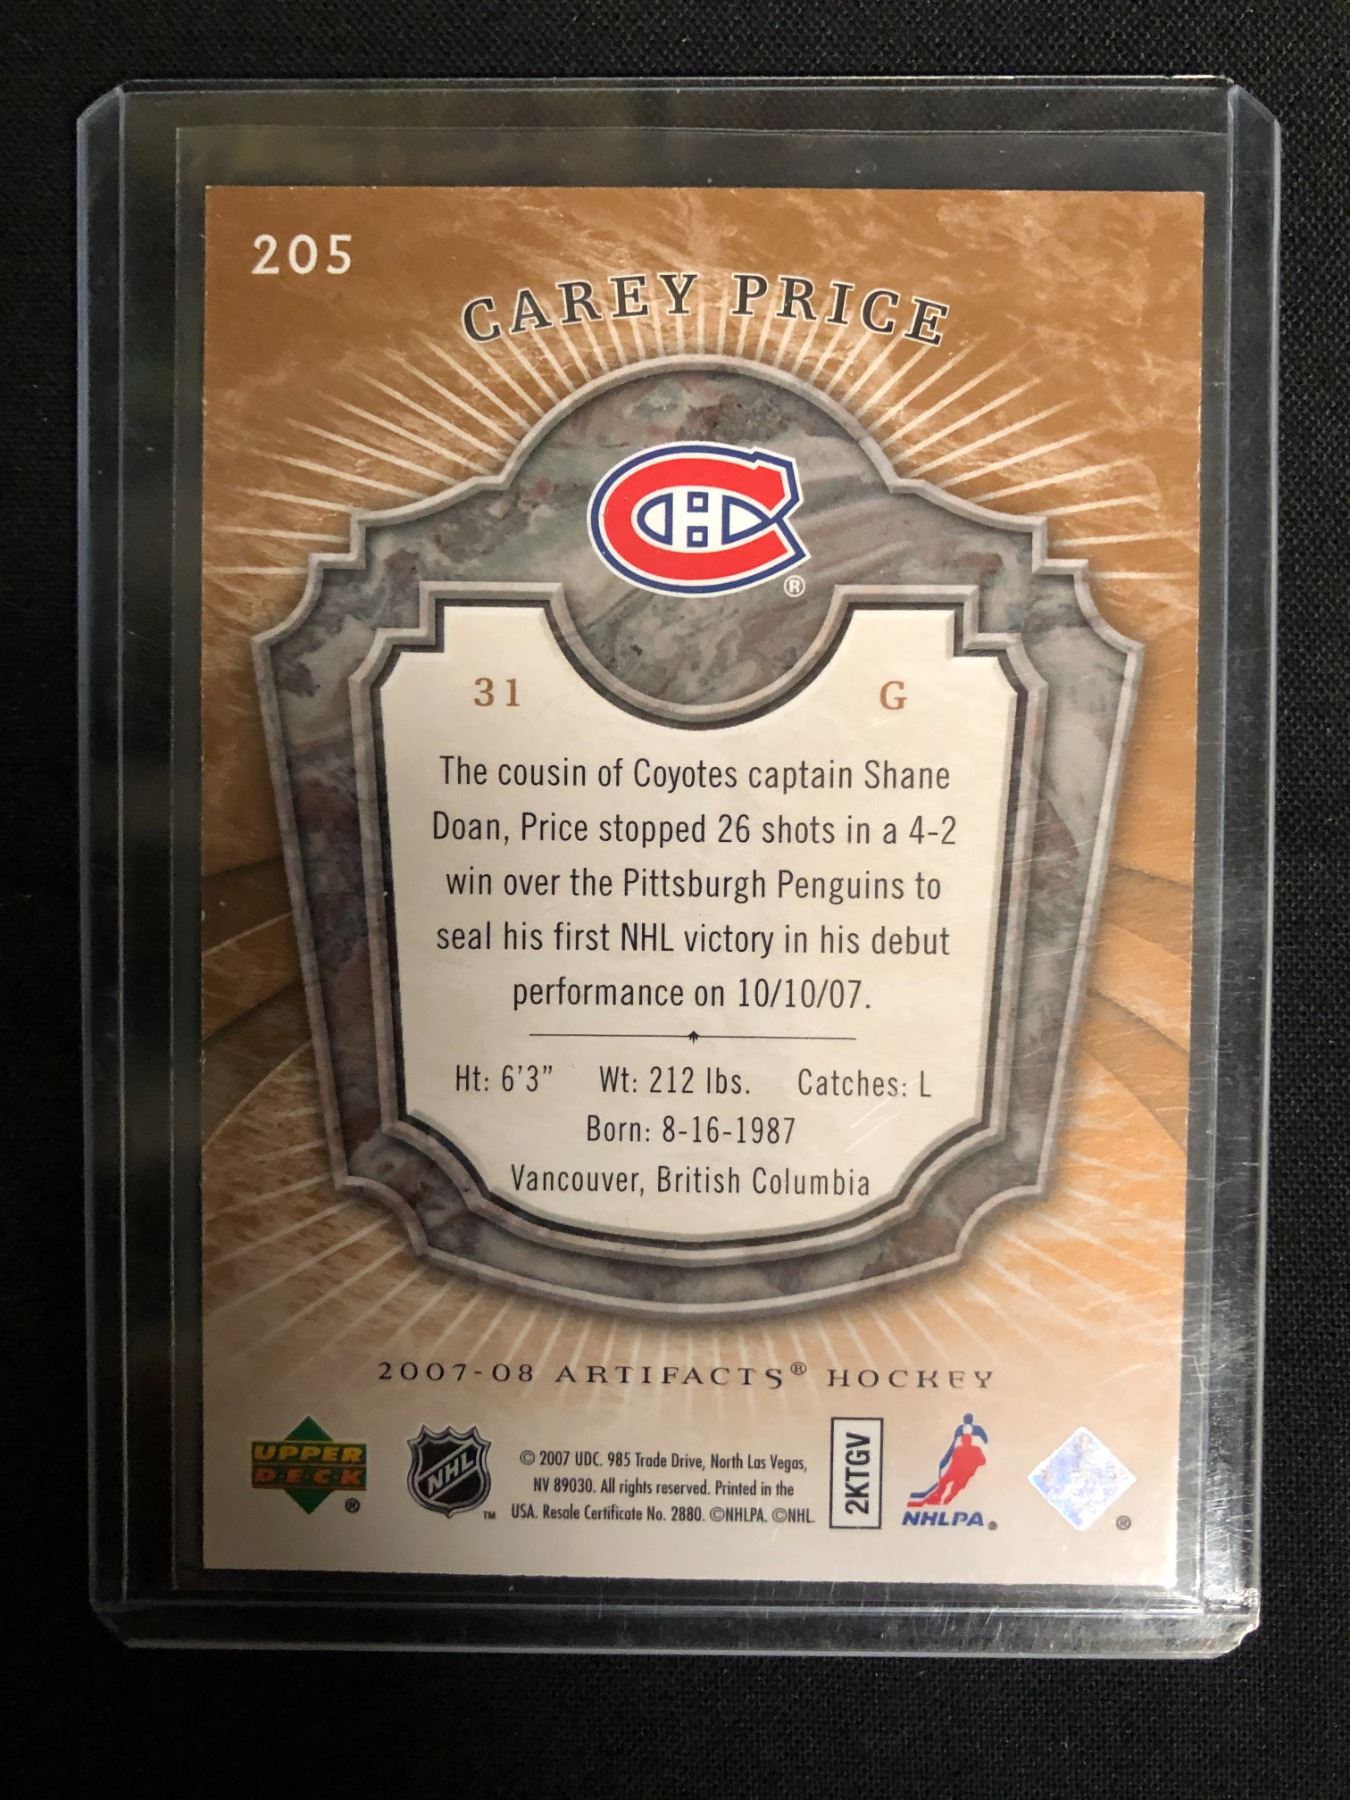 205
CAREY PRICE
®
31 G
The cousin of Coyotes captain Shane
Doan, Price stopped 26 shots in a 4-2
win over the Pittsburgh Penguins to
seal his first NHL victory in his debut
performance on 10/10/07.
Ht: 6'3” Wt: 212 lbs. Catches: L
Born: 8-16-1987
Vancouver, British Columbia
2007-08 ARTIFACTS® HOCKEY
UPPER
DECK
®
NHL
™
© 2007 UDC. 985 Trade Drive, North Las Vegas,
NV 89030. All rights reserved. Printed in the
USA. Resale Certificate No. 2880. ©NHLPA. ©NHL.
2KTGV
NHLPA®
®